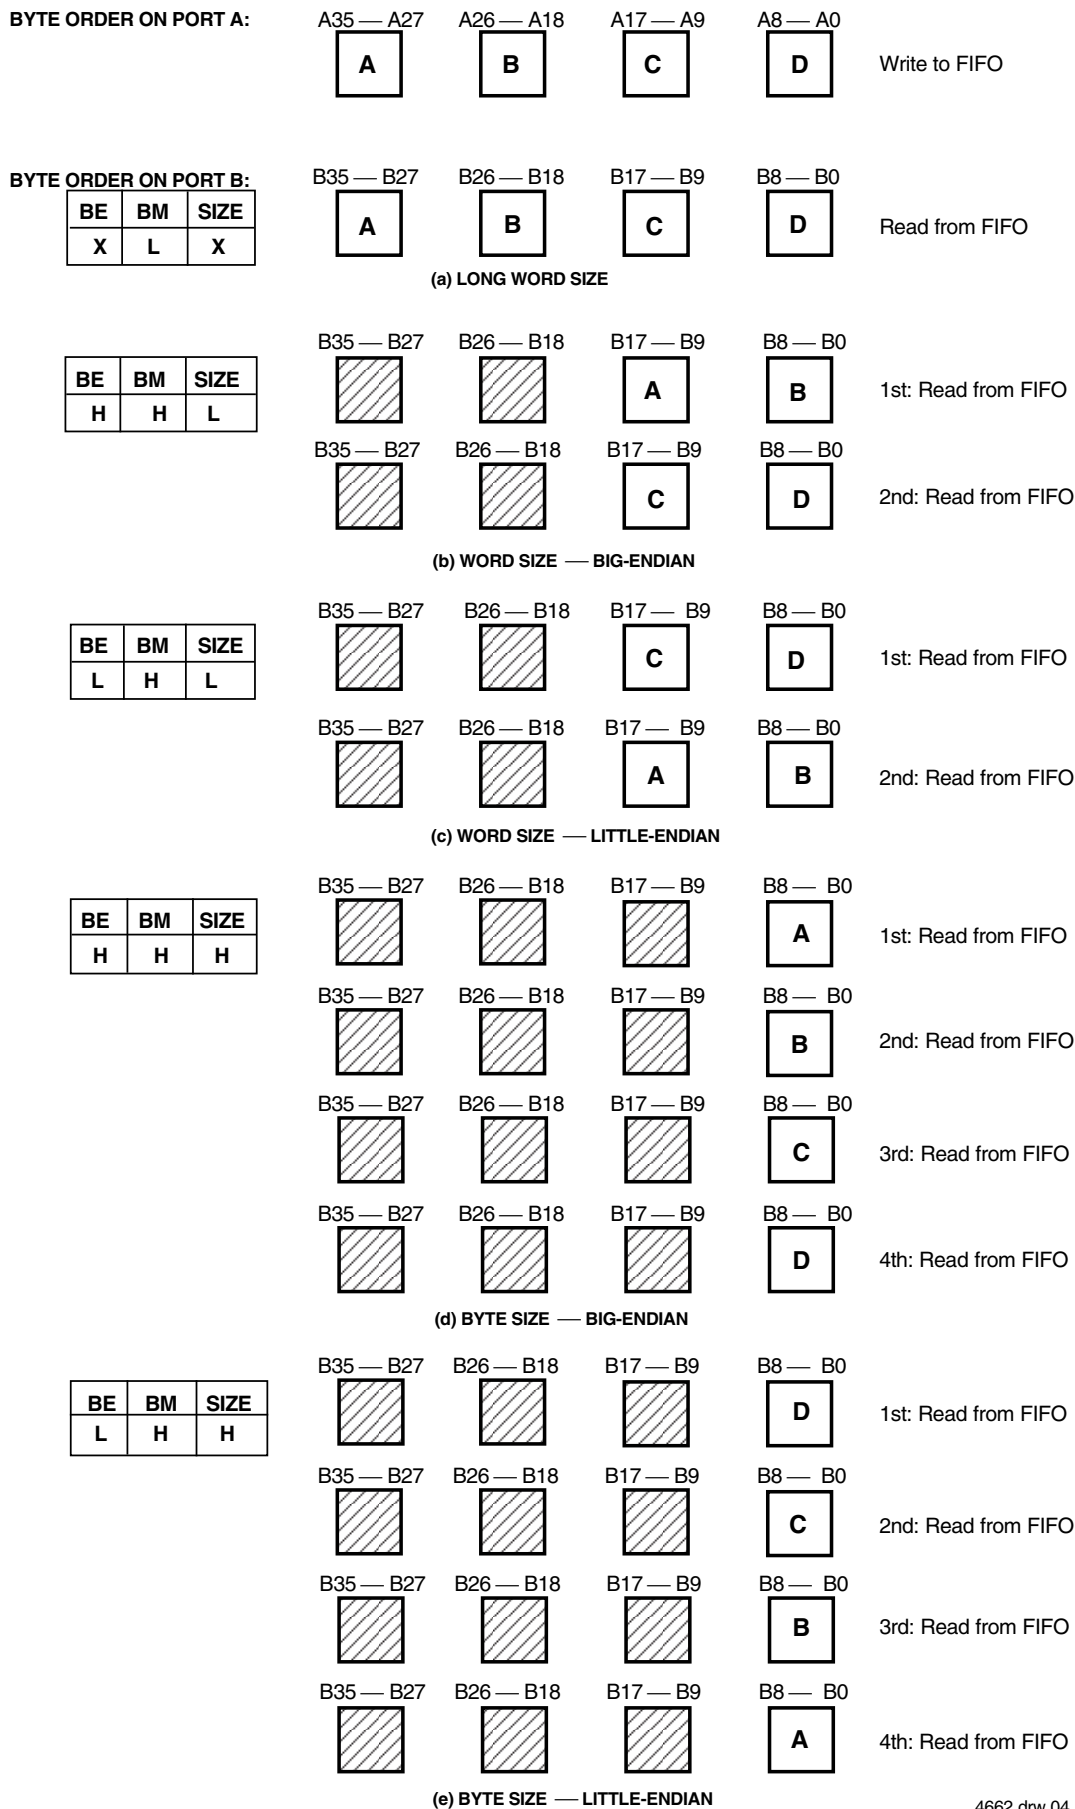 BYTE ORDER ON PORT A: A35 — A27 A26 — A18 A17 — A9 A8 — A0
A B C D Write to FIFO
BYTE ORDER ON PORT B: B35 — B27 B26 — B18 B17 — B9 B8 — B0
BE BM SIZE
A B C D Read from FIFO
X L X
(a) LONG WORD SIZE
B35 — B27 B26 — B18 B17 — B9 B8 — B0
BE BM SIZE
A B 1st: Read from FIFO
H H L
B35 — B27 B26 — B18 B17 — B9 B8 — B0
C D 2nd: Read from FIFO
(b) WORD SIZE — BIG-ENDIAN
B35 — B27 B26 — B18 B17 — B9 B8 — B0
BE BM SIZE
C D 1st: Read from FIFO
L H L
B35 — B27 B26 — B18 B17 — B9 B8 — B0
A B 2nd: Read from FIFO
(c) WORD SIZE — LITTLE-ENDIAN
B35 — B27 B26 — B18 B17 — B9 B8 — B0
BE BM SIZE
A 1st: Read from FIFO
H H H
B35 — B27 B26 — B18 B17 — B9 B8 — B0
B 2nd: Read from FIFO
B35 — B27 B26 — B18 B17 — B9 B8 — B0
C 3rd: Read from FIFO
B35 — B27 B26 — B18 B17 — B9 B8 — B0
D 4th: Read from FIFO
(d) BYTE SIZE — BIG-ENDIAN
B35 — B27 B26 — B18 B17 — B9 B8 — B0
BE BM SIZE
D 1st: Read from FIFO
L H H
B35 — B27 B26 — B18 B17 — B9 B8 — B0
C 2nd: Read from FIFO
B35 — B27 B26 — B18 B17 — B9 B8 — B0
B 3rd: Read from FIFO
B35 — B27 B26 — B18 B17 — B9 B8 — B0
A 4th: Read from FIFO
(e) BYTE SIZE — LITTLE-ENDIAN
4662 drw 04